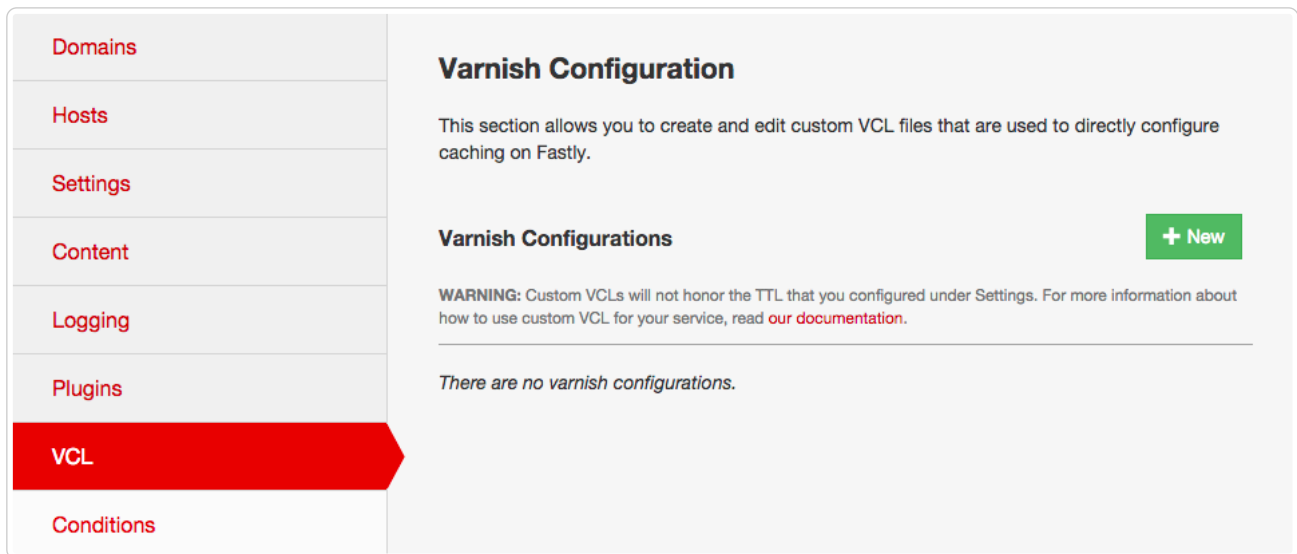 Domains
Hosts
Settings
Content
Logging
Plugins
VCL
Conditions
Varnish Configuration
This section allows you to create and edit custom VCL files that are used to directly configure
caching on Fastly.
Varnish Configurations
+ New
WARNING: Custom VCLs will not honor the TTL that you configured under Settings. For more information about
how to use custom VCL for your service, read our documentation.
There are no varnish configurations.